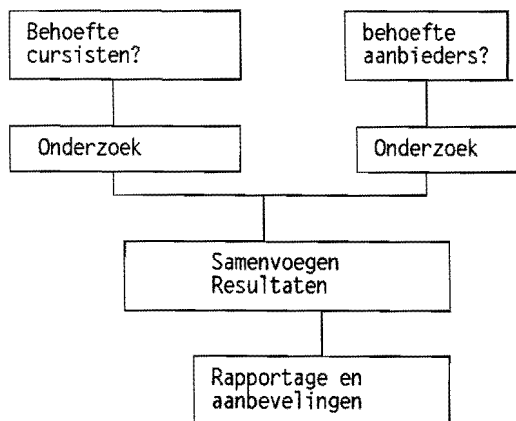 Behoefte
cursisten?
behoefte
aanbieders?
Onderzoek
Onderzoek
Samenvoegen
Resultaten
Rapportage en
aanbevelingen